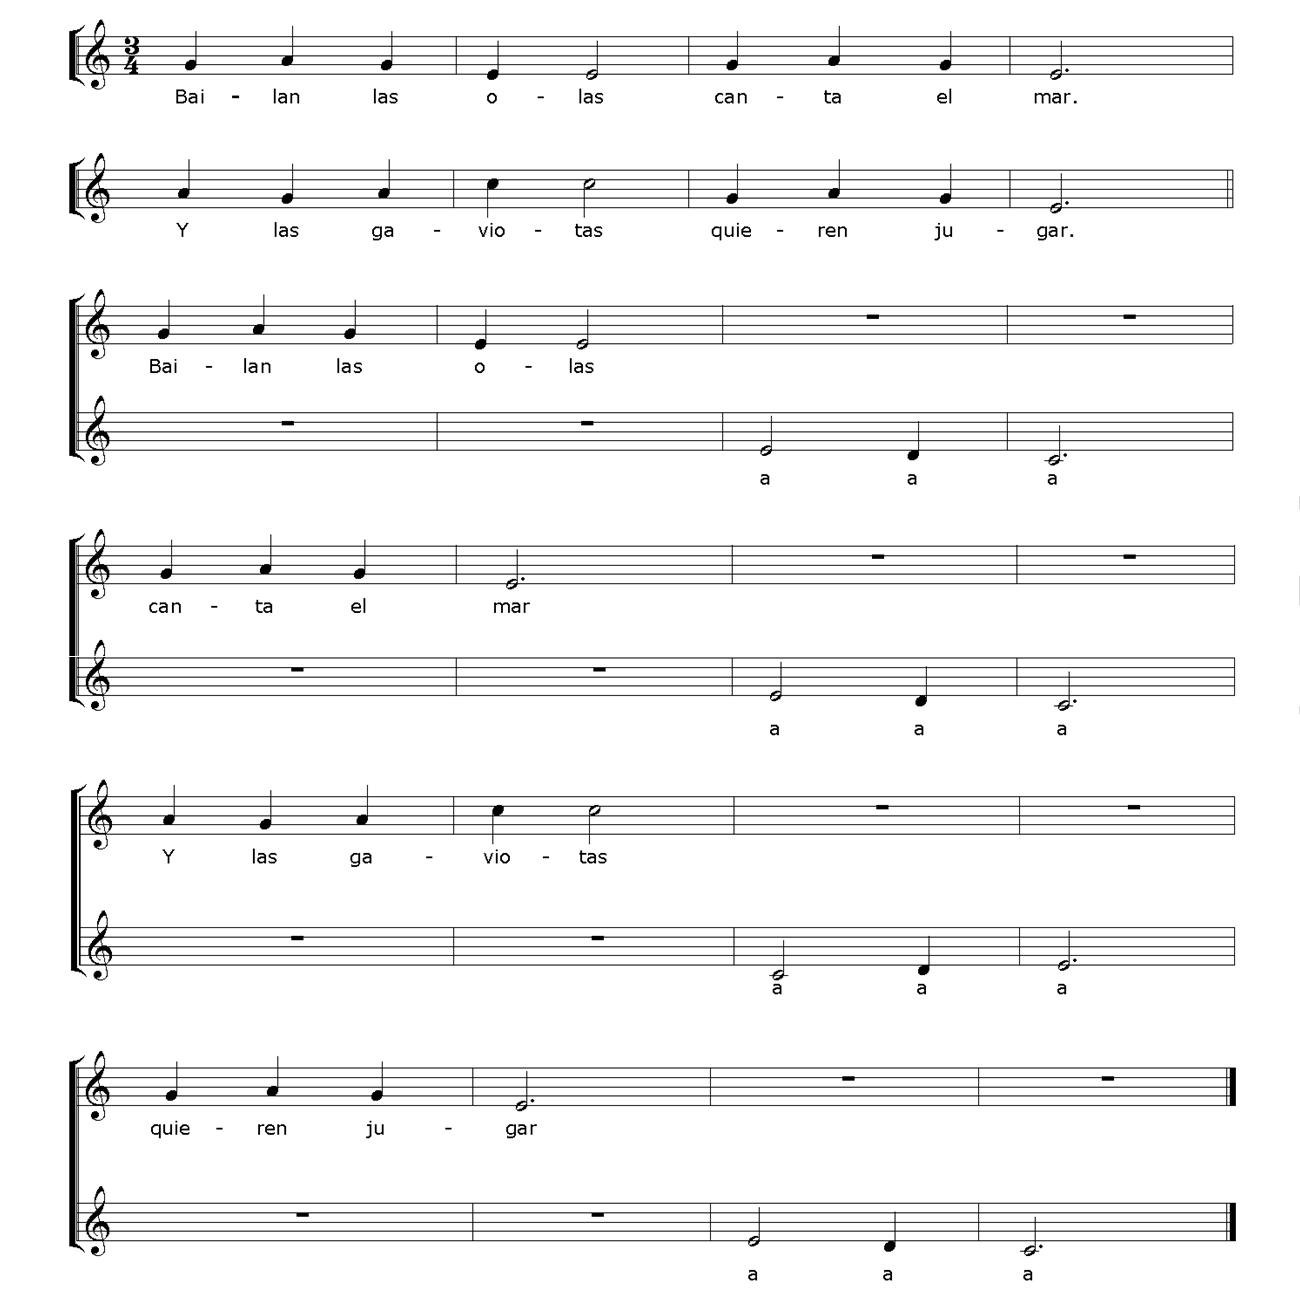 3
4
Bai - lan las o - las can - ta el mar.
Y las ga - vio - tas quie - ren ju - gar.
Bai - lan las o - las
a a a
can - ta el mar
a a a
Y las ga - vio - tas
a a a
quie - ren ju - gar
a a a